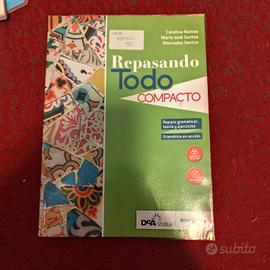 Catalina Ramos
María José Santos
Mercedes Santos
Repasando
Todo
COMPACTO
Repaso gramatical:
teoría y ejercicios
Gramática en acción
DeA
SCUOLA
subito